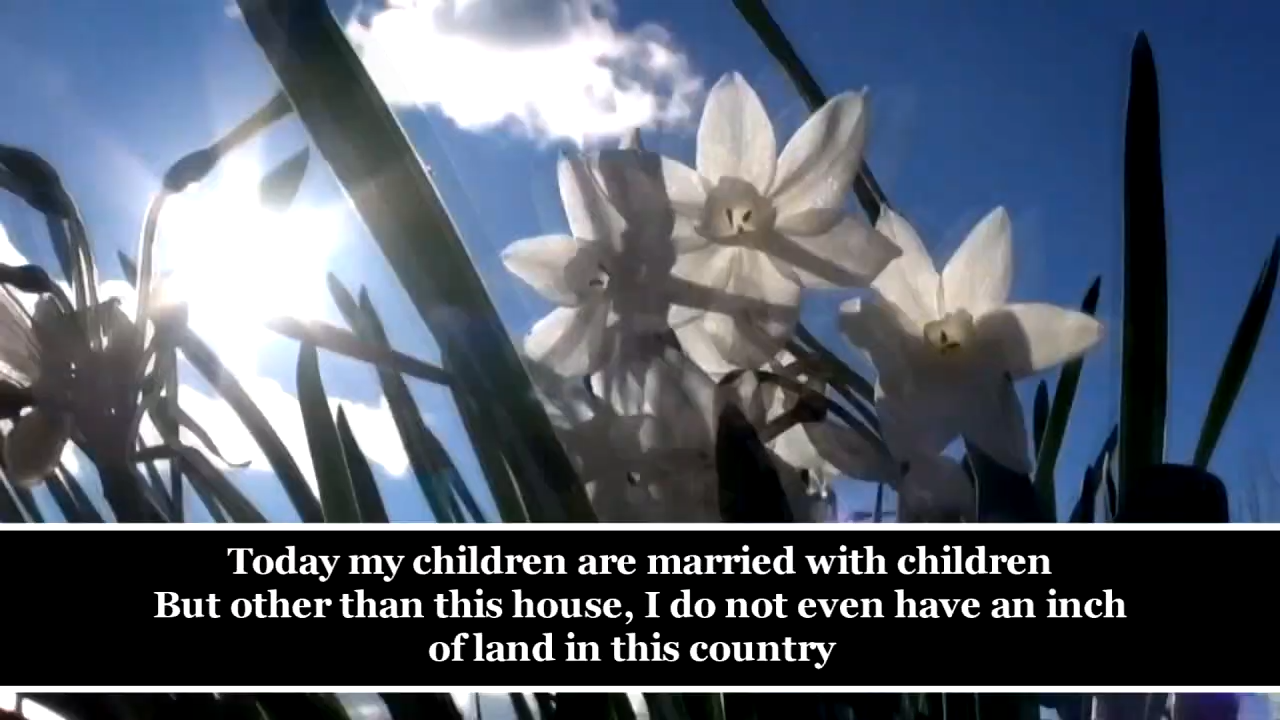 Today my children are married with children
But other than this house, I do not even have an inch
of land in this country